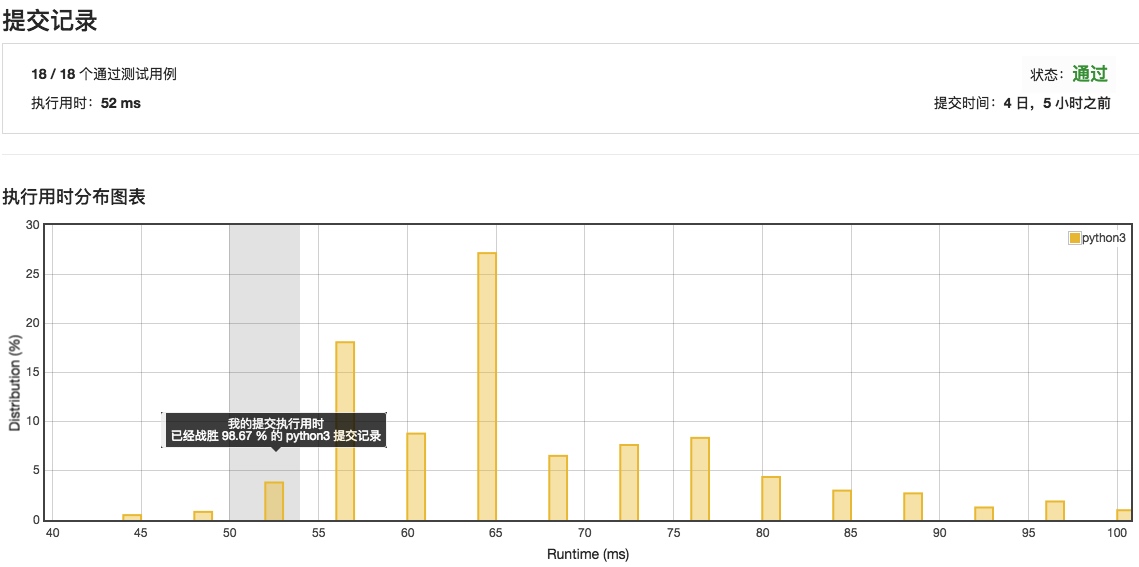 提交记录
18 / 18 个通过测试用例
状态：通过
执行用时：52 ms
提交时间：4 日，5 小时之前
执行用时分布图表
30
25
20
15
10
5
0
Distribution (%)
python3
我的提交执行用时
已经战胜 98.67 % 的 python3 提交记录
40 45 50 55 60 65 70 75 80 85 90 95 100
Runtime (ms)